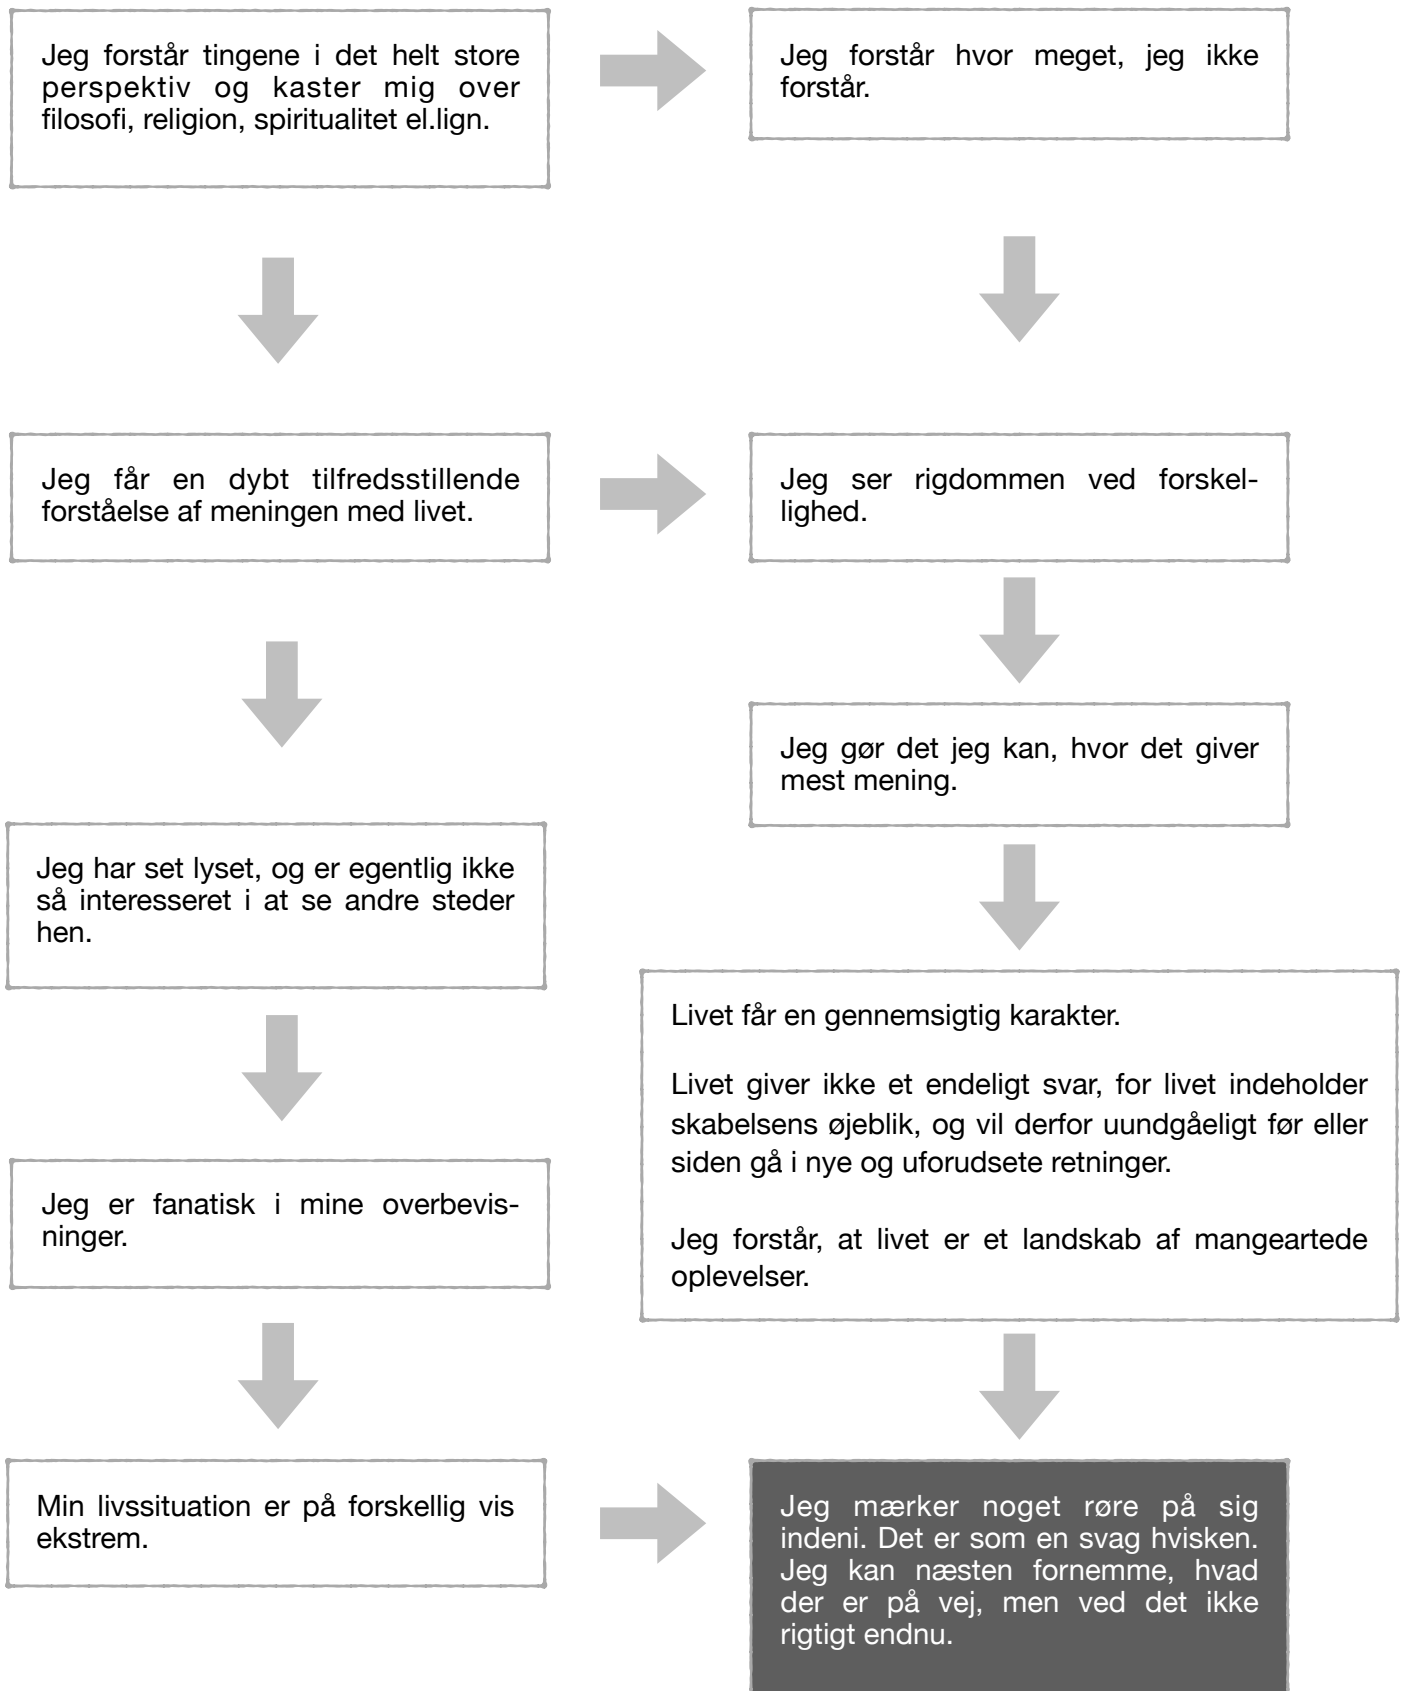 Jeg forstår tingene i det helt store
perspektiv og kaster mig over
filosofi, religion, spiritualitet el.lign.
Jeg forstår hvor meget, jeg ikke
forstår.
Jeg får en dybt tilfredsstillende
forståelse af meningen med livet.
Jeg ser rigdommen ved forskel-
lighed.
Jeg gør det jeg kan, hvor det giver
mest mening.
Jeg har set lyset, og er egentlig ikke
så interesseret i at se andre steder
hen.
Livet får en gennemsigtig karakter.
Livet giver ikke et endeligt svar, for livet indeholder
skabelsens øjeblik, og vil derfor uundgåeligt før eller
siden gå i nye og uforudsete retninger.
Jeg forstår, at livet er et landskab af mangeartede
oplevelser.
Jeg er fanatisk i mine overbevis-
ninger.
Min livssituation er på forskellig vis
ekstrem.
Jeg mærker noget røre på sig
indeni. Det er som en svag hvisken.
Jeg kan næsten fornemme, hvad
der er på vej, men ved det ikke
rigtigt endnu.